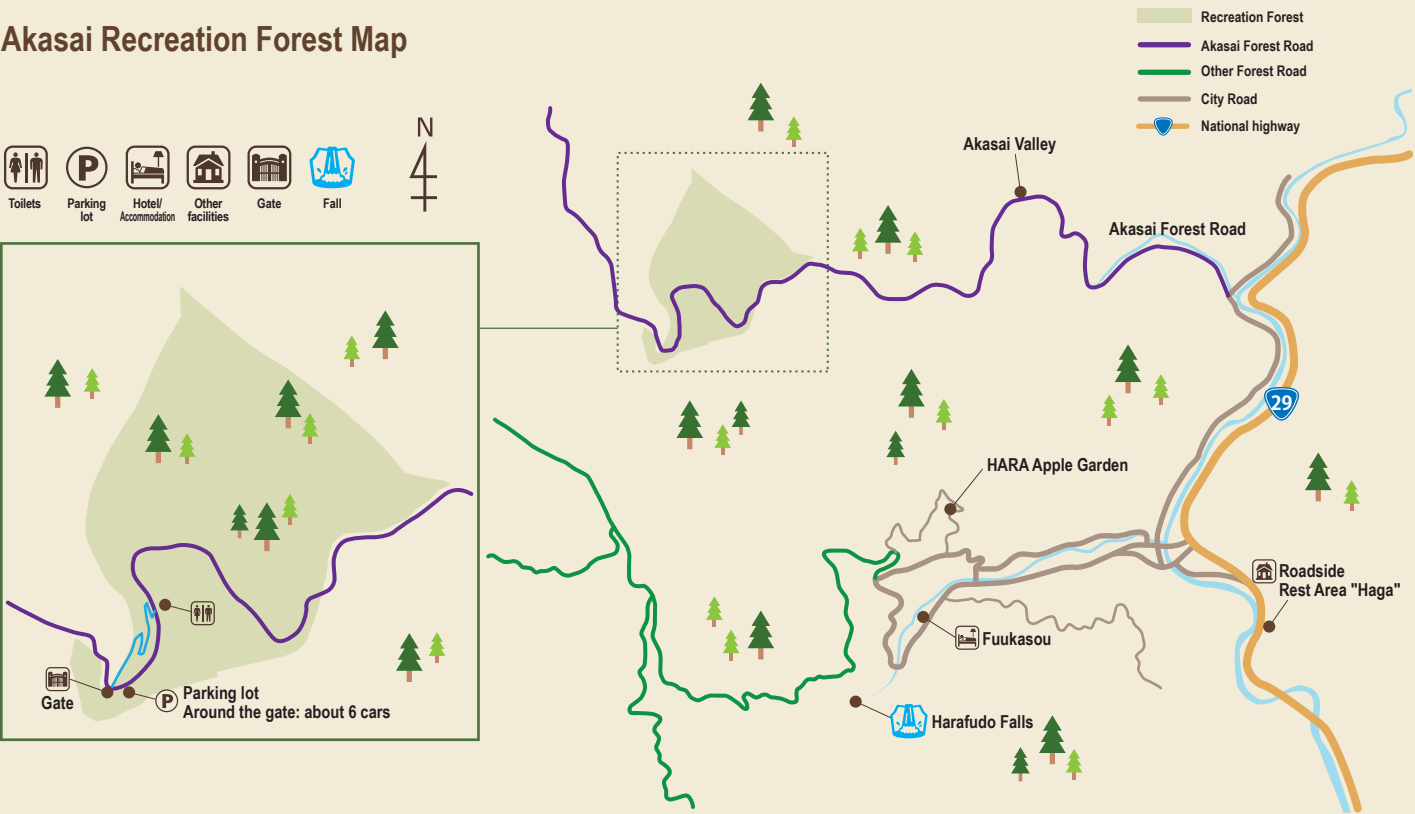 Akasai Recreation Forest Map
Recreation Forest
Akasai Forest Road
Other Forest Road
City Road
National highway
N
Toilets
P
Parking
lot
Hotel/
Accommodation
Other
facilities
Gate
Fall
Akasai Valley
Akasai Forest Road
29
HARA Apple Garden
Roadside
Rest Area "Haga"
Fuukasou
Harafudo Falls
Gate
P
Parking lot
Around the gate: about 6 cars